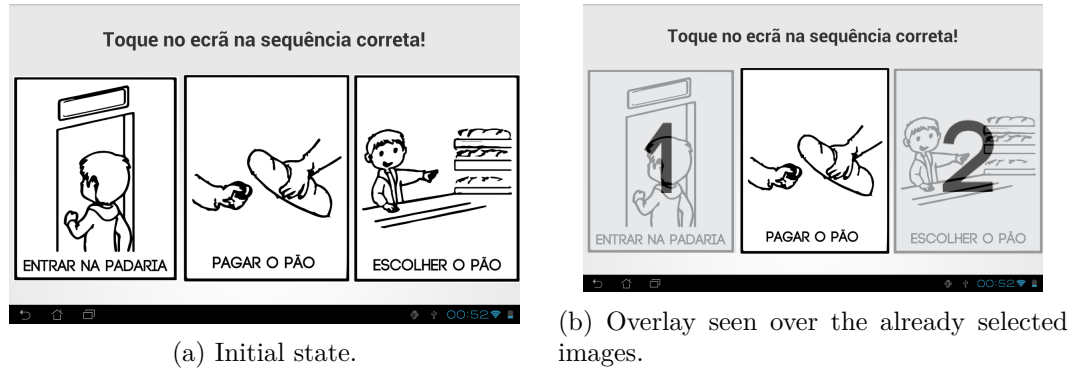 Toque no ecrã na sequência correta!
ENTRAR NA PADARIA
PAGAR O PÃO
ESCOLHER O PÃO
00:52
(a) Initial state.
Toque no ecrã na sequência correta!
1
2
ENTRAR NA PADARIA
PAGAR O PÃO
ESCOLHER O PÃO
00:52
(b) Overlay seen over the already selected
images.